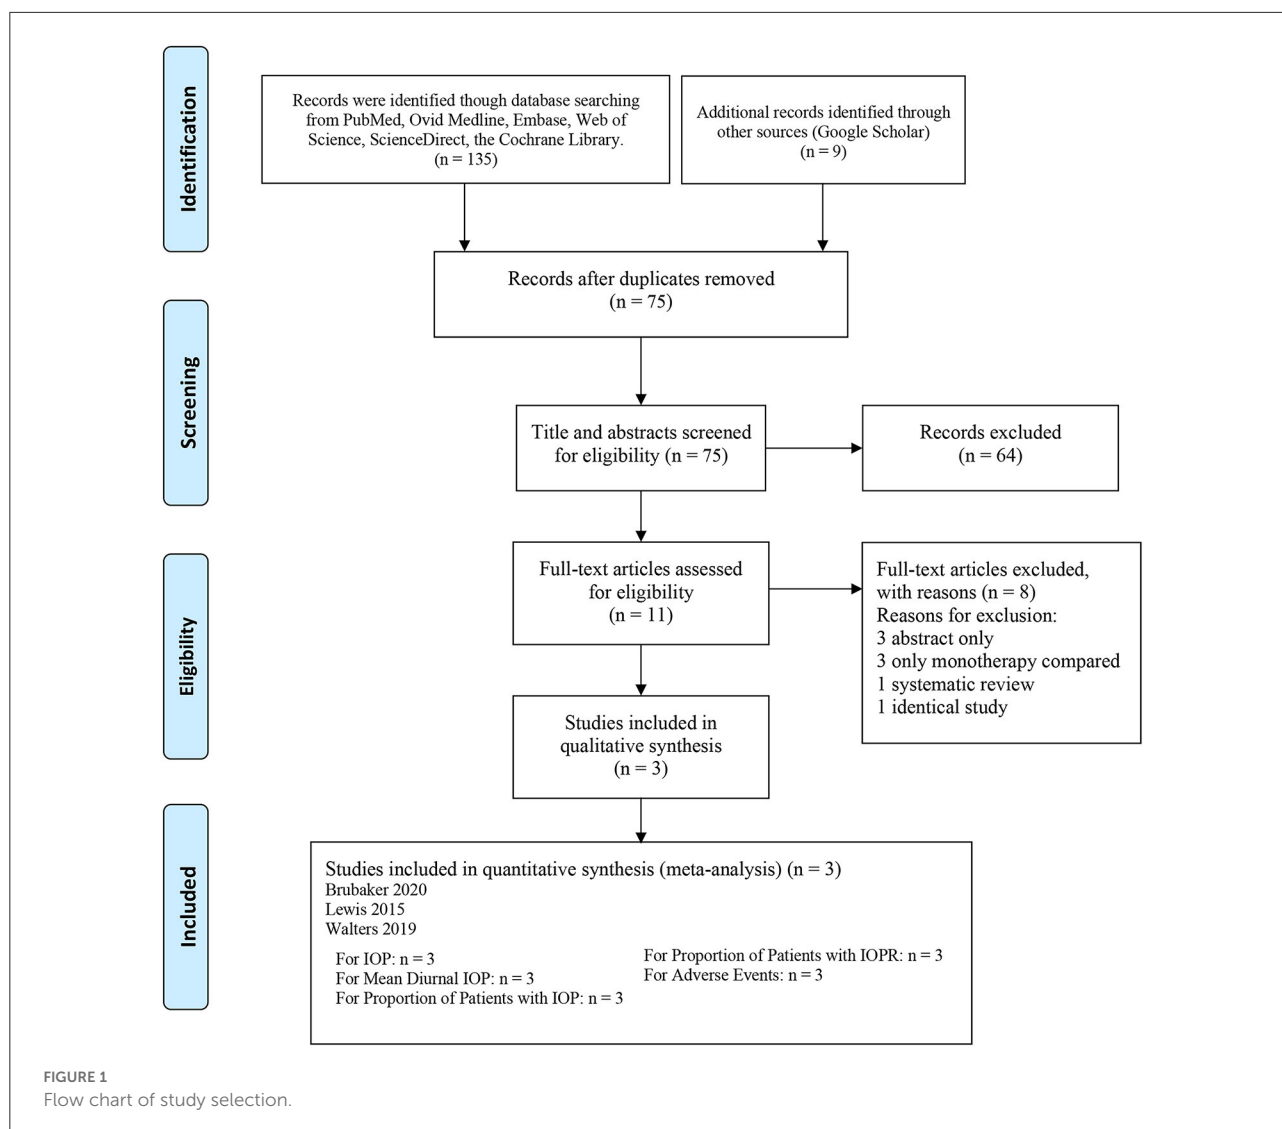 Identification
Records were identified though database searching
from PubMed, Ovid Medline, Embase, Web of
Science, ScienceDirect, the Cochrane Library.
(n = 135)
Additional records identified through
other sources (Google Scholar)
(n = 9)
Records after duplicates removed
(n = 75)
Screening
Title and abstracts screened
for eligibility (n = 75)
Records excluded
(n = 64)
Eligibility
Full-text articles assessed
for eligibility
(n = 11)
Full-text articles excluded,
with reasons (n = 8)
Reasons for exclusion:
3 abstract only
3 only monotherapy compared
1 systematic review
1 identical study
Studies included in
qualitative synthesis
(n = 3)
Included
Studies included in quantitative synthesis (meta-analysis) (n = 3)
Brubaker 2020
Lewis 2015
Walters 2019
For IOP: n = 3
For Mean Diurnal IOP: n = 3
For Proportion of Patients with IOP: n = 3
For Proportion of Patients with IOPR: n = 3
For Adverse Events: n = 3
FIGURE 1
Flow chart of study selection.